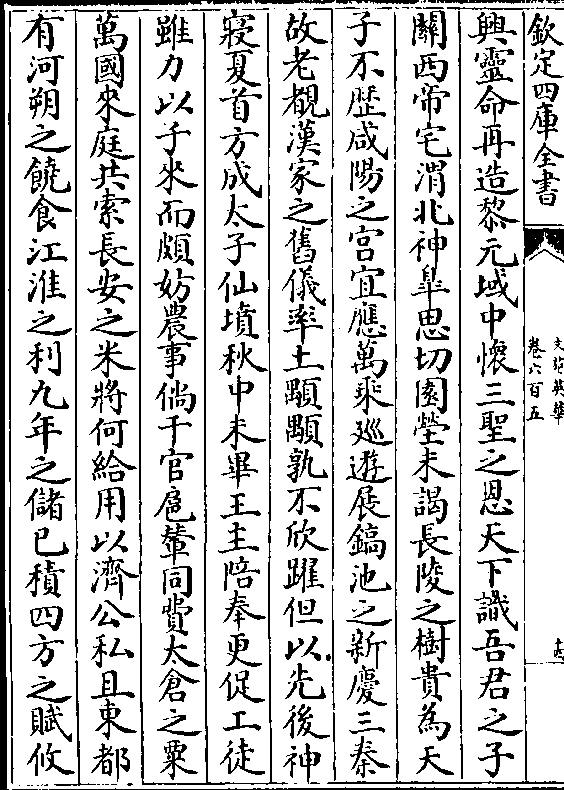 欽定四庫全書
文苑英華
卷六百五
興靈命再造黎元域中懷三聖之恩天下識吾君之子
關西帝宅渭北神臯思切園塋未謁長陵之樹貴為天
子不歷咸陽之宫宜應萬乘廵遊展鎬池之新慶三秦
故老覩漢家之舊儀率土顒顒孰不欣躍但以先後神
寢夏首方成太子仙墳秋中未畢王主陪奉更促工徒
雖力以子來而頗妨農事倘千官扈輦同費太倉之粟
萬國來庭共索長安之米將何給用以濟公私且東都
有河朔之饒食江淮之利九年之儲已積四方之賦攸